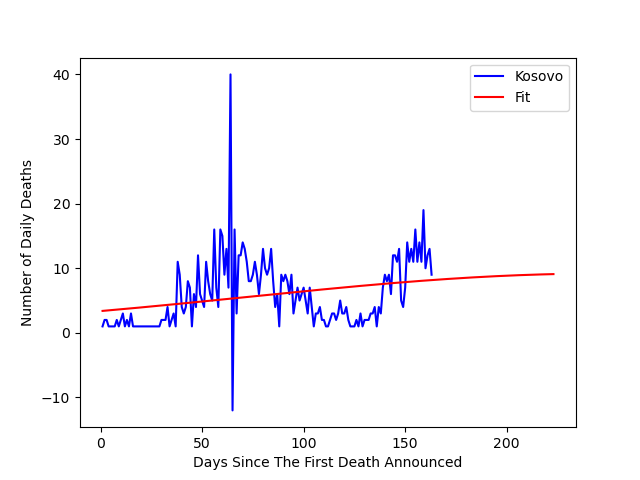 Kosovo
Fit
Number of Daily Deaths
40
30
20
10
0
−10
0 50 100 150 200
Days Since The First Death Announced